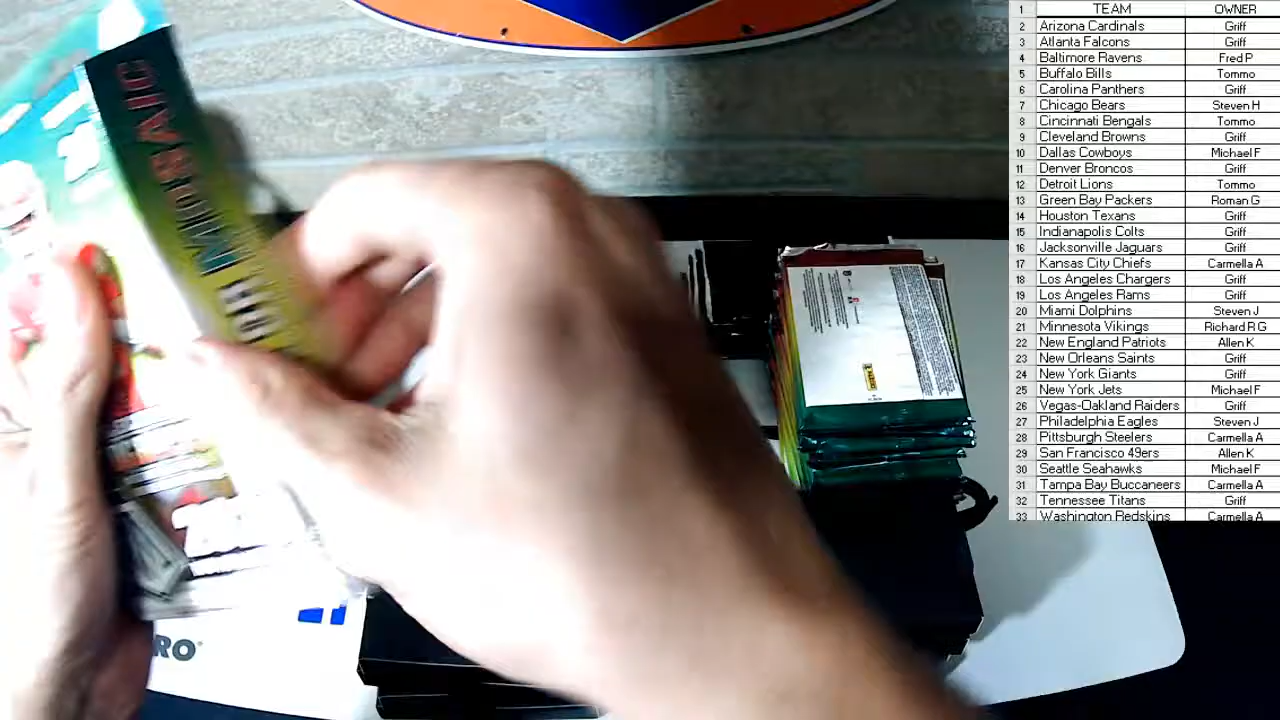 MOSAIC
RO
PANINI
1 TEAM OWNER
2 Arizona Cardinals Griff
3 Atlanta Falcons Griff
4 Baltimore Ravens Fred P
5 Buffalo Bills Tommo
6 Carolina Panthers Griff
7 Chicago Bears Steven H
8 Cincinnati Bengals Tommo
9 Cleveland Browns Griff
10 Dallas Cowboys Michael F
11 Denver Broncos Griff
12 Detroit Lions Tommo
13 Green Bay Packers Roman G
14 Houston Texans Griff
15 Indianapolis Colts Griff
16 Jacksonville Jaguars Griff
17 Kansas City Chiefs Carmella A
18 Los Angeles Chargers Griff
19 Los Angeles Rams Griff
20 Miami Dolphins Steven J
21 Minnesota Vikings Richard R G
22 New England Patriots Allen K
23 New Orleans Saints Griff
24 New York Giants Griff
25 New York Jets Michael F
26 Vegas-Oakland Raiders Griff
27 Philadelphia Eagles Steven J
28 Pittsburgh Steelers Carmella A
29 San Francisco 49ers Allen K
30 Seattle Seahawks Michael F
31 Tampa Bay Buccaneers Carmella A
32 Tennessee Titans Griff
33 Washington Redskins Carmella A